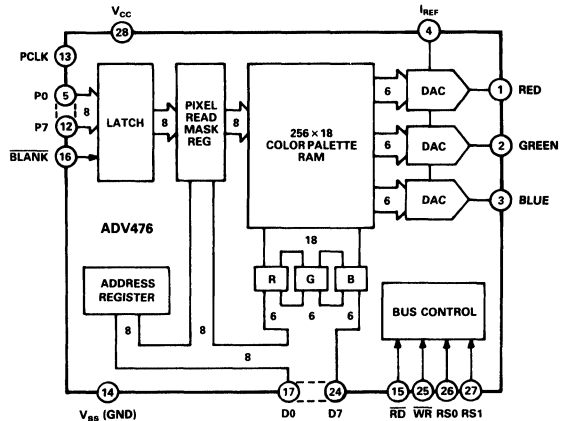 VCC
28
IREF
4
PCLK
13
P0
5
8
P7
12
BLANK
16
LATCH
8
PIXEL
READ
MASK
REG
8
256 × 18
COLOR PALETTE
RAM
6
DAC
1
RED
6
DAC
2
GREEN
6
DAC
3
BLUE
ADV476
18
R
G
B
6
6
6
ADDRESS
REGISTER
8
8
8
BUS CONTROL
14
VSS (GND)
17
D0
24
D7
15
RD
25
WR
26
RS0
27
RS1